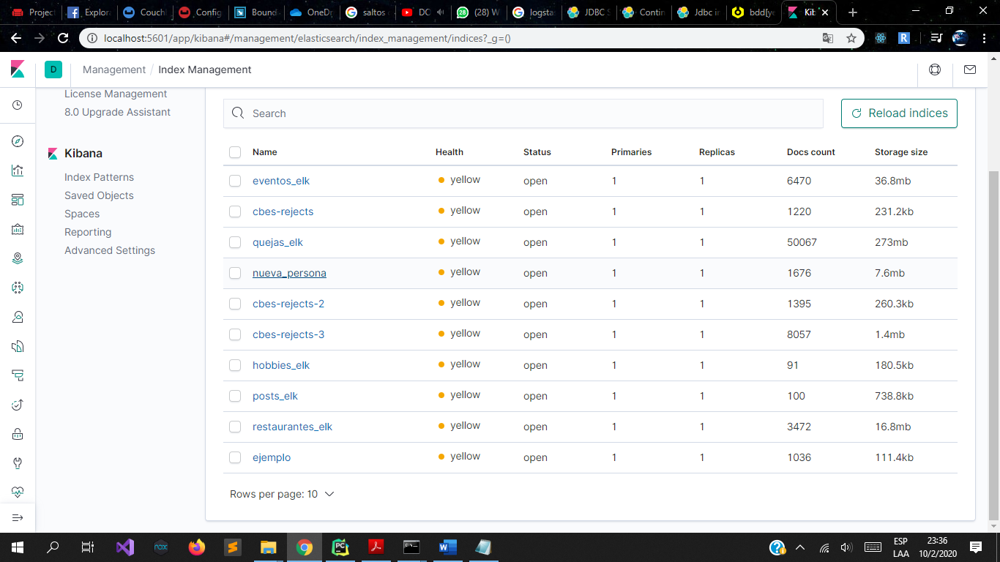 Project
Explora
Couchb
Config
Bound
OneDr
saltos
DC
(28) W
logsta
JDBC S
Contin
Jdbc in
bdd[ye
Kib
localhost:5601/app/kibana#/management/elasticsearch/index_management/indices?_g=()
R
D
Management / Index Management
License Management
8.0 Upgrade Assistant
Kibana
Index Patterns
Saved Objects
Spaces
Reporting
Advanced Settings
Search
Reload indices
Name Health Status Primaries Replicas Docs count Storage size
eventos_elk yellow open 1 1 6470 36.8mb
cbes-rejects yellow open 1 1 1220 231.2kb
quejas_elk yellow open 1 1 50067 273mb
nueva_persona yellow open 1 1 1676 7.6mb
cbes-rejects-2 yellow open 1 1 1395 260.3kb
cbes-rejects-3 yellow open 1 1 8057 1.4mb
hobbies_elk yellow open 1 1 91 180.5kb
posts_elk yellow open 1 1 100 738.8kb
restaurantes_elk yellow open 1 1 3472 16.8mb
ejemplo yellow open 1 1 1036 111.4kb
Rows per page: 10
ESP
LAA
23:36
10/2/2020